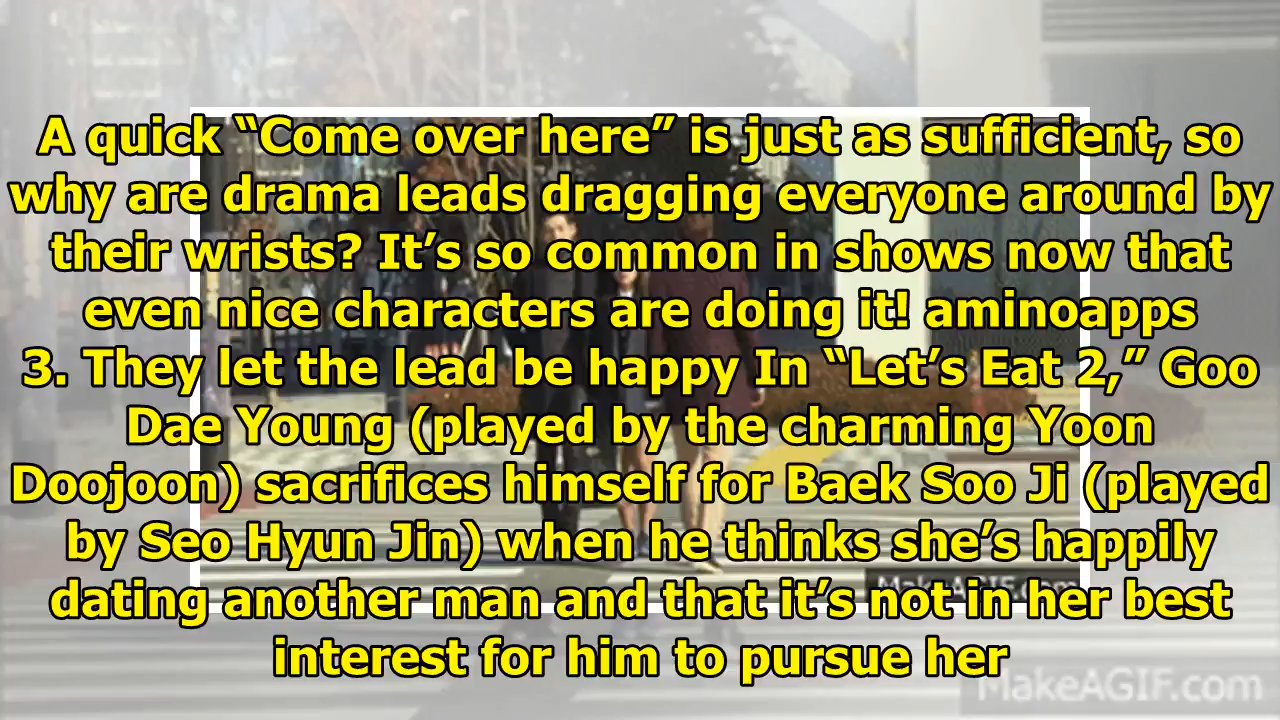 A quick “Come over here” is just as sufficient, so
why are drama leads dragging everyone around by
their wrists? It’s so common in shows now that
even nice characters are doing it! aminoapps
3. They let the lead be happy In “Let’s Eat 2,” Goo
Dae Young (played by the charming Yoon
Doojoon) sacrifices himself for Baek Soo Ji (played
by Seo Hyun Jin) when he thinks she’s happily
MakeAGIF.com
dating another man and that it’s not in her best
interest for him to pursue her
MakeAGIF.com